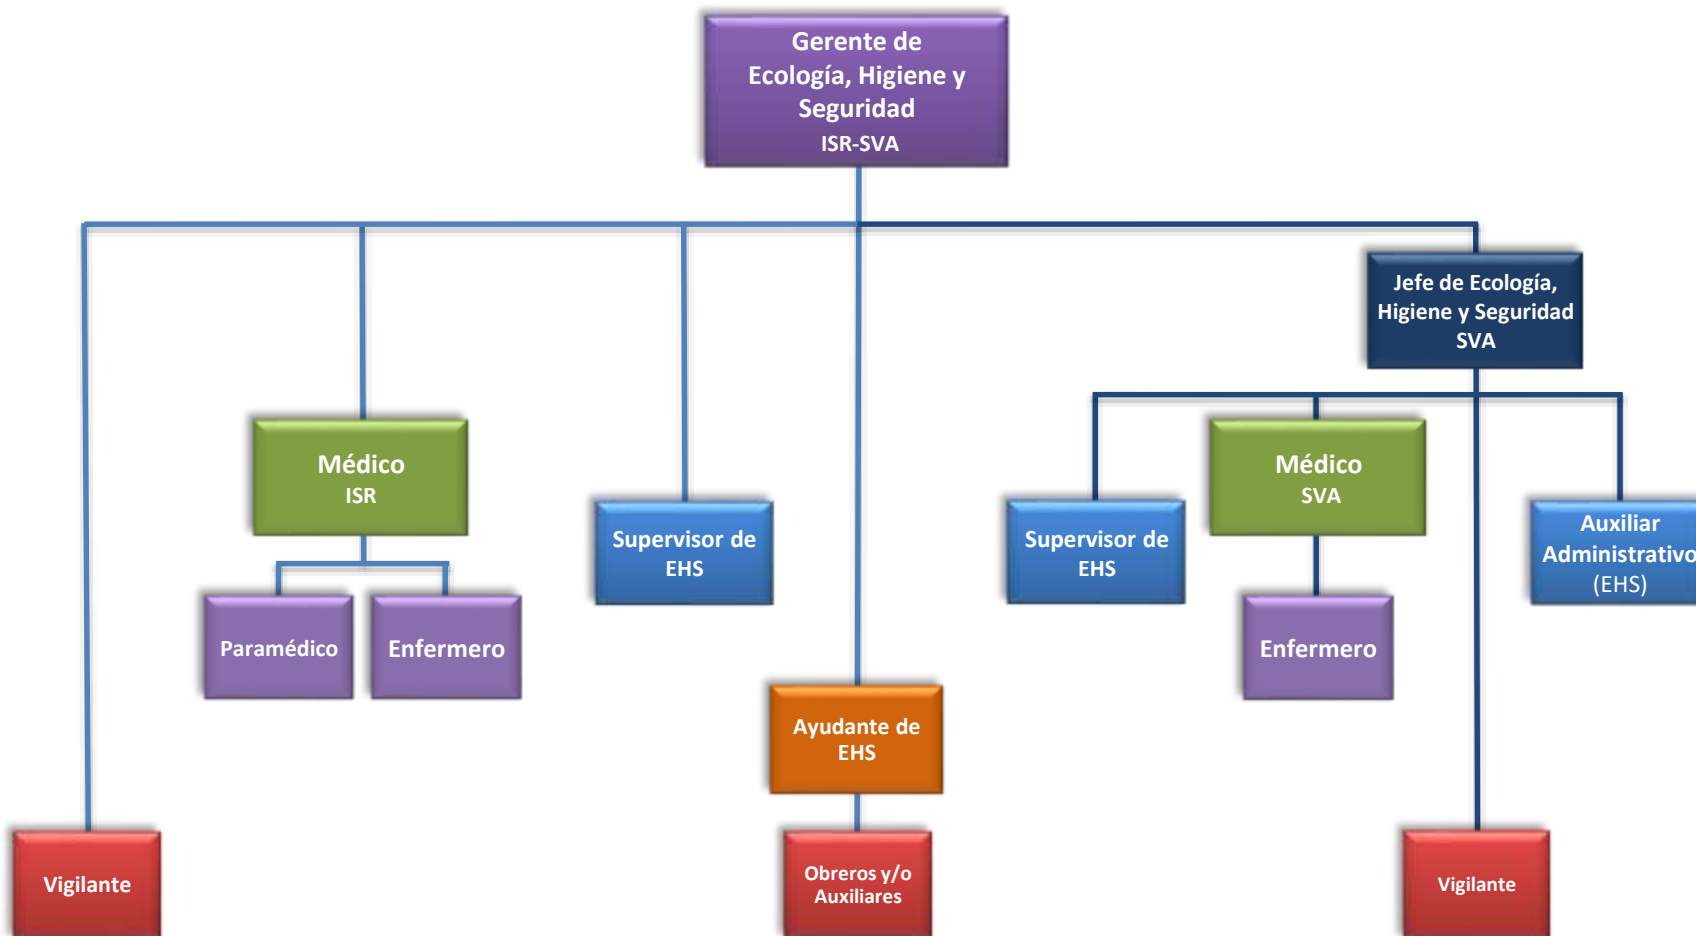 Gerente de
Ecología, Higiene y
Seguridad
ISR-SVA
Jefe de Ecología,
Higiene y Seguridad
SVA
Médico
ISR
Médico
SVA
Supervisor de
EHS
Supervisor de
EHS
Auxiliar
Administrativo
(EHS)
Paramédico
Enfermero
Enfermero
Ayudante de
EHS
Vigilante
Obreros y/o
Auxiliares
Vigilante